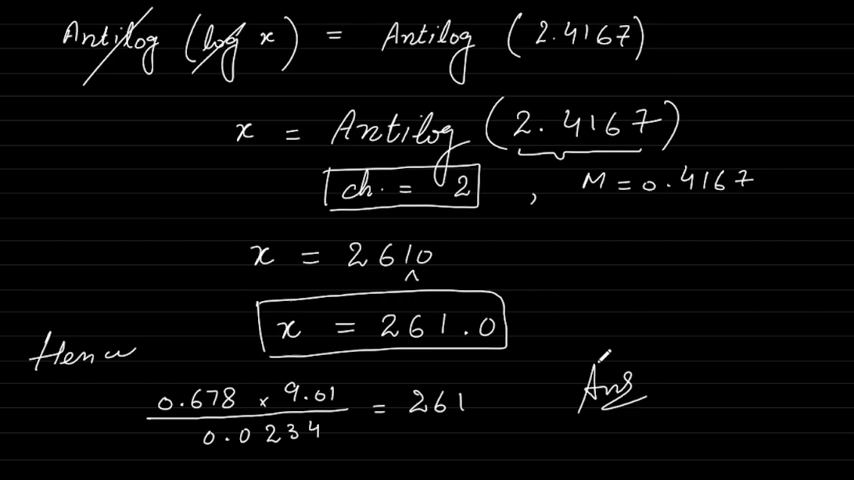 Antilog (log x) = Antilog (2.4167)
x = Antilog (2.4167)
ch. = 2 , M = 0.4167
x = 2610
^
x = 261.0
Hence
0.678 x 9.01
0.0234
= 261
Ans